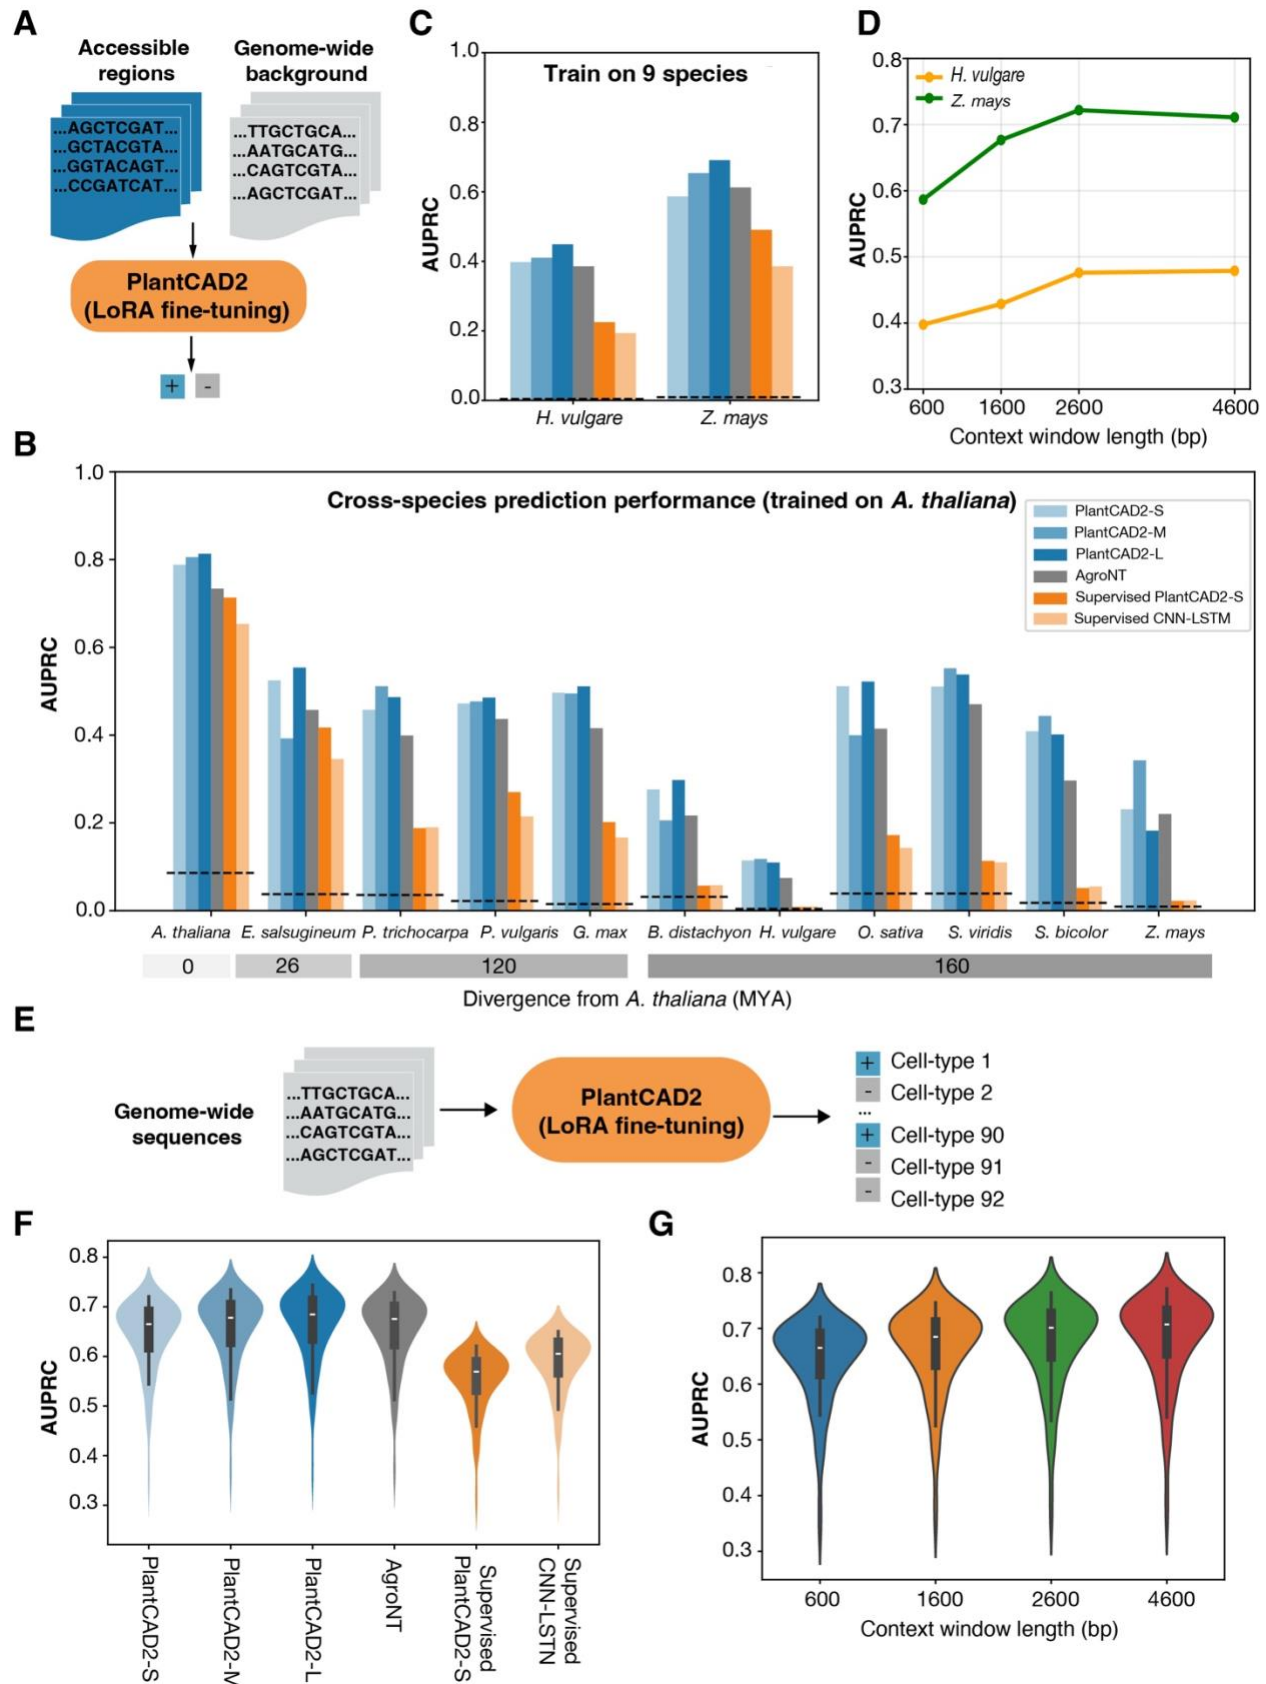 A
Accessible
regions
Genome-wide
background
...AGCTCGAT...
...GCTACGTA...
...GGTACAGT...
...CCGATCAT...
...TTGCTGCA...
...AATGCATG...
...CAGTCGTA...
...AGCTCGAT...
PlantCAD2
(LoRA fine-tuning)
+ -
C
Train on 9 species
AUPRC
1.0
0.8
0.6
0.4
0.2
0.0
H. vulgare
Z. mays
D
H. vulgare
Z. mays
AUPRC
0.8
0.7
0.6
0.5
0.4
0.3
600
1600
2600
4600
Context window length (bp)
B
Cross-species prediction performance (trained on A. thaliana)
PlantCAD2-S
PlantCAD2-M
PlantCAD2-L
AgroNT
Supervised PlantCAD2-S
Supervised CNN-LSTM
AUPRC
1.0
0.8
0.6
0.4
0.2
0.0
A. thaliana
E. salsugineum
P. trichocarpa
P. vulgaris
G. max
B. distachyon
H. vulgare
O. sativa
S. viridis
S. bicolor
Z. mays
0
26
120
160
Divergence from A. thaliana (MYA)
E
Genome-wide
sequences
...TTGCTGCA...
...AATGCATG...
...CAGTCGTA...
...AGCTCGAT...
PlantCAD2
(LoRA fine-tuning)
+ Cell-type 1
- Cell-type 2
...
+ Cell-type 90
- Cell-type 91
- Cell-type 92
F
AUPRC
0.8
0.7
0.6
0.5
0.4
0.3
PlantCAD2-S
PlantCAD2-M
PlantCAD2-L
AgroNT
Supervised
PlantCAD2-S
Supervised
CNN-LSTN
G
AUPRC
0.8
0.7
0.6
0.5
0.4
0.3
600
1600
2600
4600
Context window length (bp)